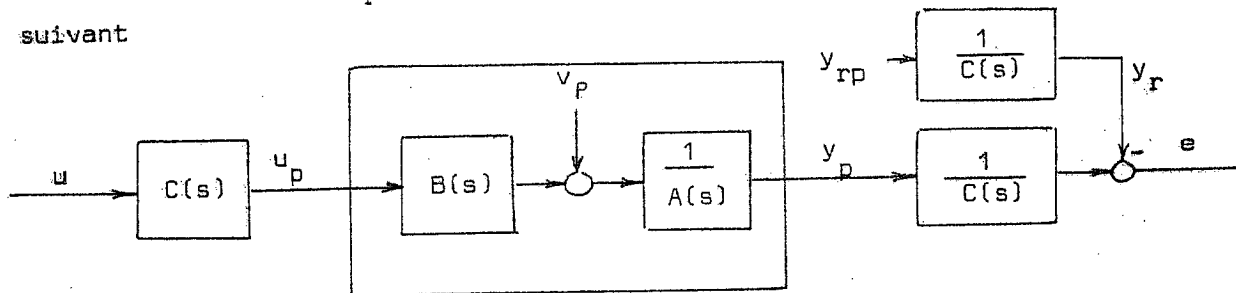 suivant
y_rp
1
C(s)
y_r
v_p
u
C(s)
u_p
B(s)
1
A(s)
y_p
1
C(s)
-
e